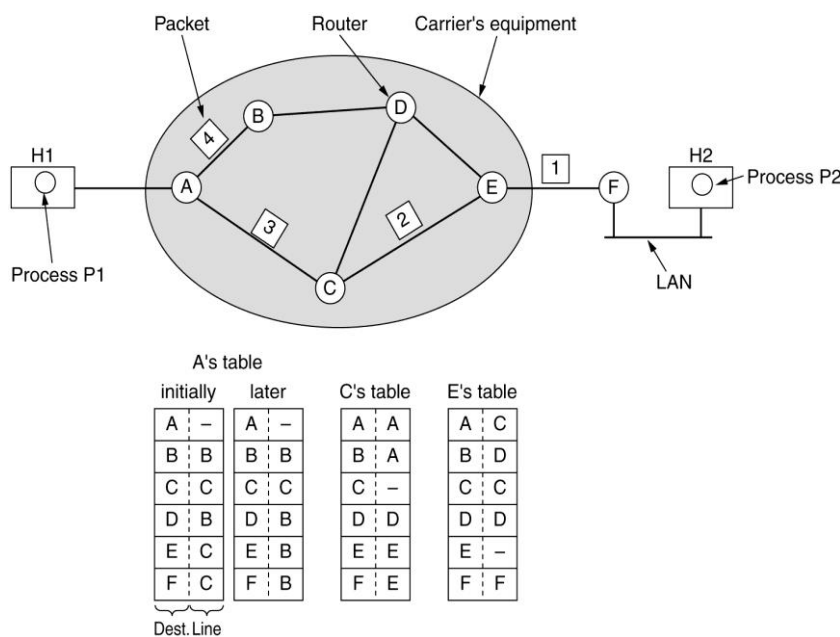 Packet
Router
Carrier's equipment
B
D
4
H1
A
E
1
F
H2
Process P2
3
2
Process P1
C
LAN
A's table
initially later C's table E's table
A – A – A A A C
B B B B B A B D
C C C C C – C C
D B D B D D D D
E C E B E E E –
F C F B F E F F
Dest. Line